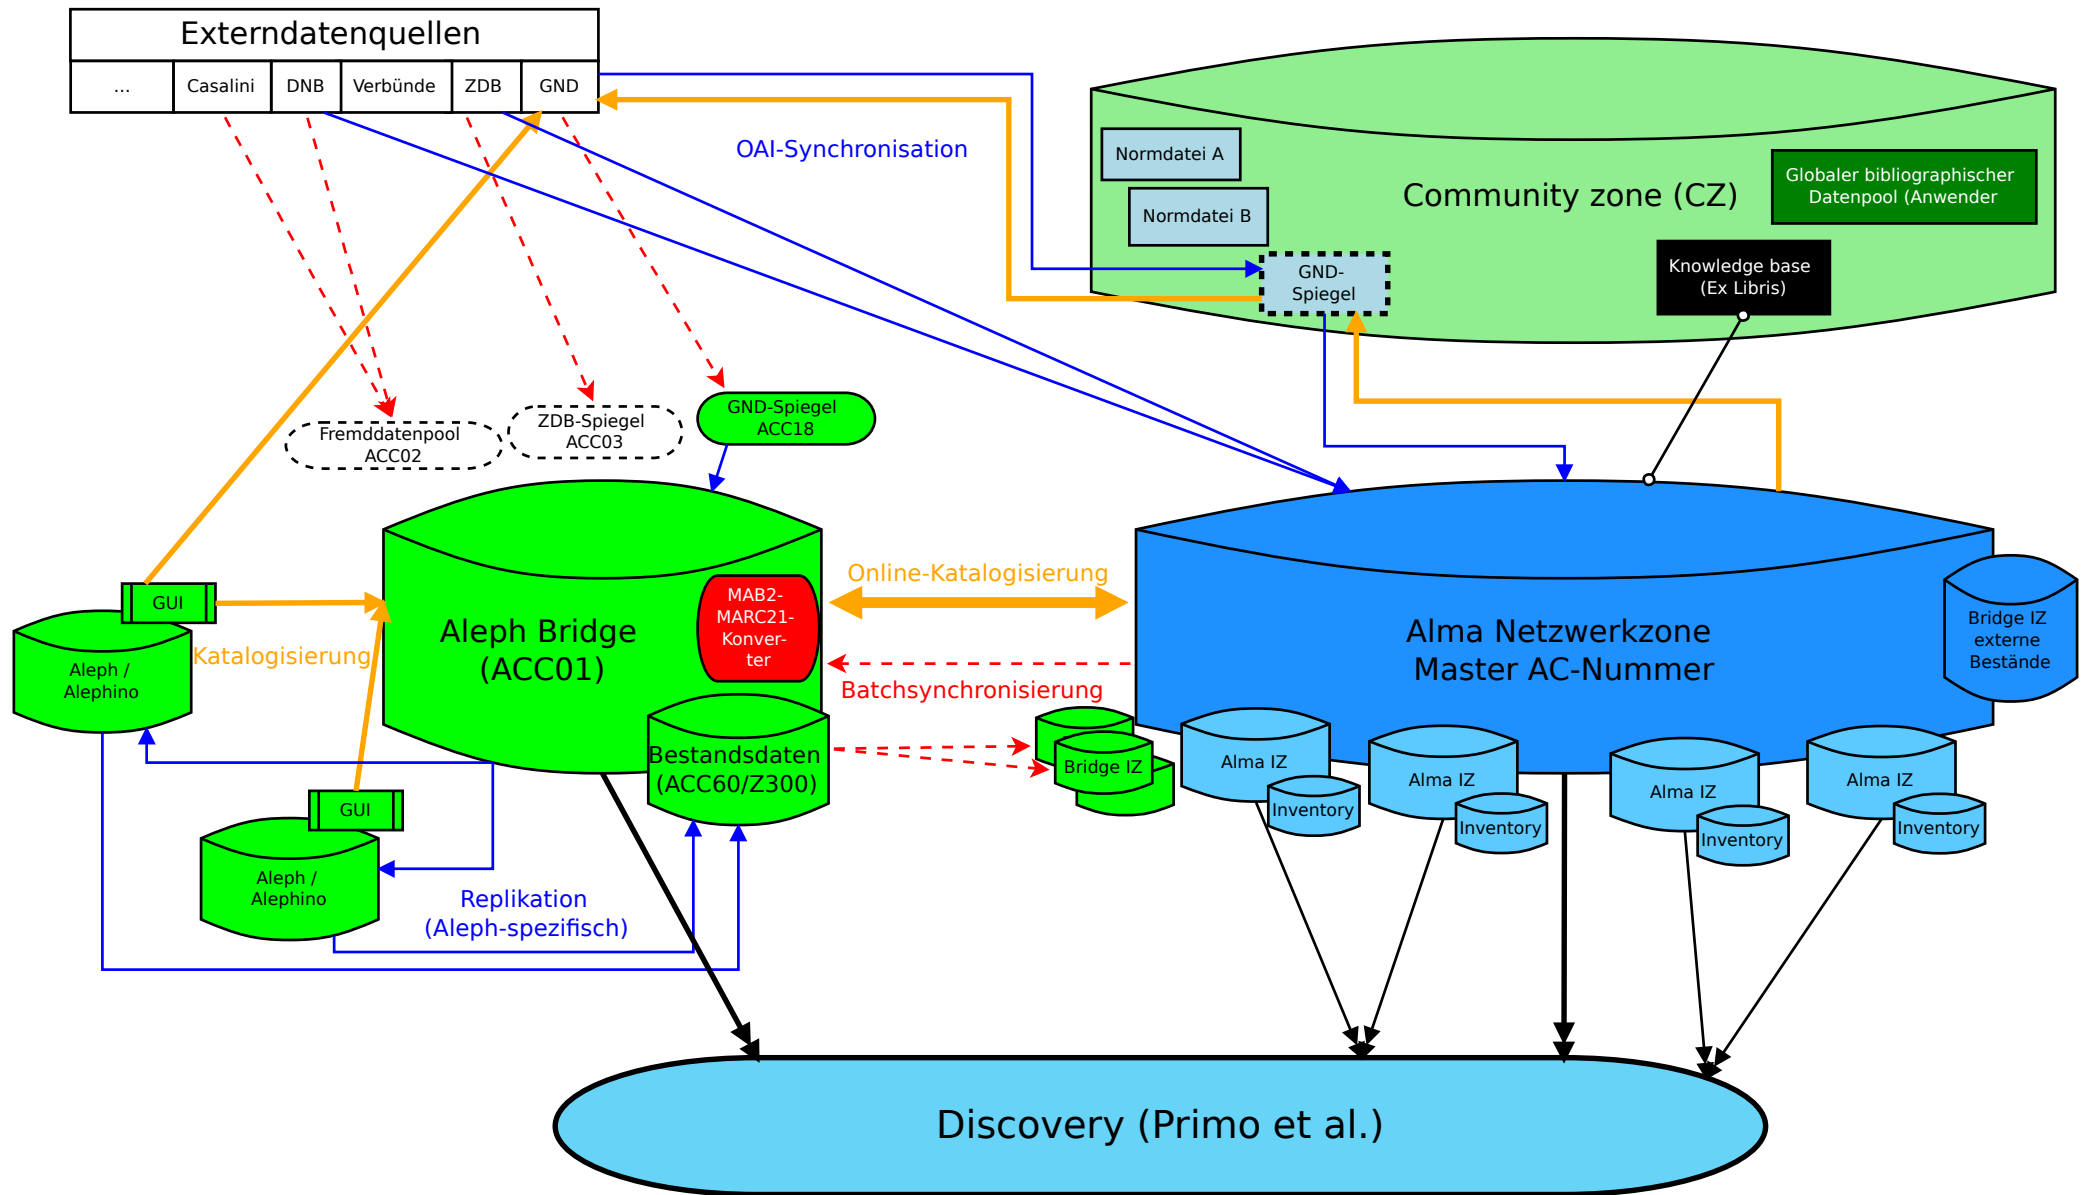 Externdatenquellen
...
Casalini
DNB
Verbünde
ZDB
GND
OAI-Synchronisation
Normdatei A
Normdatei B
GND-
Spiegel
Community zone (CZ)
Globaler bibliographischer
Datenpool (Anwender
Knowledge base
(Ex Libris)
Fremddatenpool
ACC02
ZDB-Spiegel
ACC03
GND-Spiegel
ACC18
GUI
Aleph /
Alephino
Katalogisierung
Aleph Bridge
(ACC01)
MAB2-
MARC21-
Konver-
ter
Online-Katalogisierung
Batchsynchronisierung
Alma Netzwerkzone
Master AC-Nummer
Bridge IZ
externe
Bestände
Bestandsdaten
(ACC60/Z300)
Bridge IZ
Alma IZ
Inventory
Alma IZ
Inventory
Alma IZ
Inventory
Alma IZ
Inventory
GUI
Aleph /
Alephino
Replikation
(Aleph-spezifisch)
Discovery (Primo et al.)